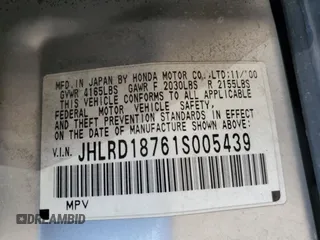 MFD. IN JAPAN BY HONDA MOTOR CO., LTD: 11/'00
GVWR 4165LBS GAWR F 2030LBS R 2155LBS
THIS VEHICLE CONFORMS TO ALL APPLICABLE
FEDERAL MOTOR VEHICLE SAFETY,
BUMPER, AND THEFT PREVENTION STANDARDS
IN EFFECT ON THE DATE OF
MANUFACTURE SHOWN ABOVE.
V.I.N. JHLRD18761S005439
MPV
DREAMBID